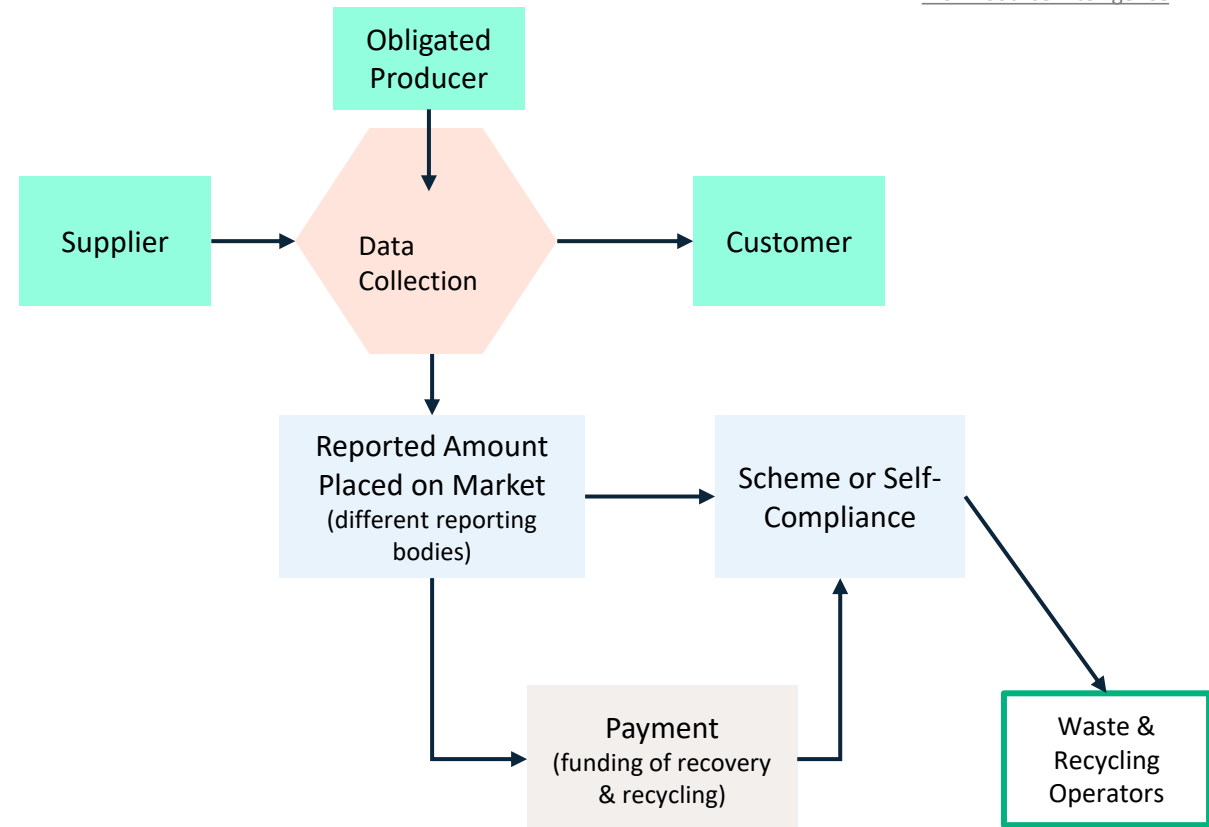 Obligated
Producer
Supplier
Data
Collection
Customer
Reported Amount
Placed on Market
(different reporting
bodies)
Scheme or Self-
Compliance
Payment
(funding of recovery
& recycling)
Waste &
Recycling
Operators